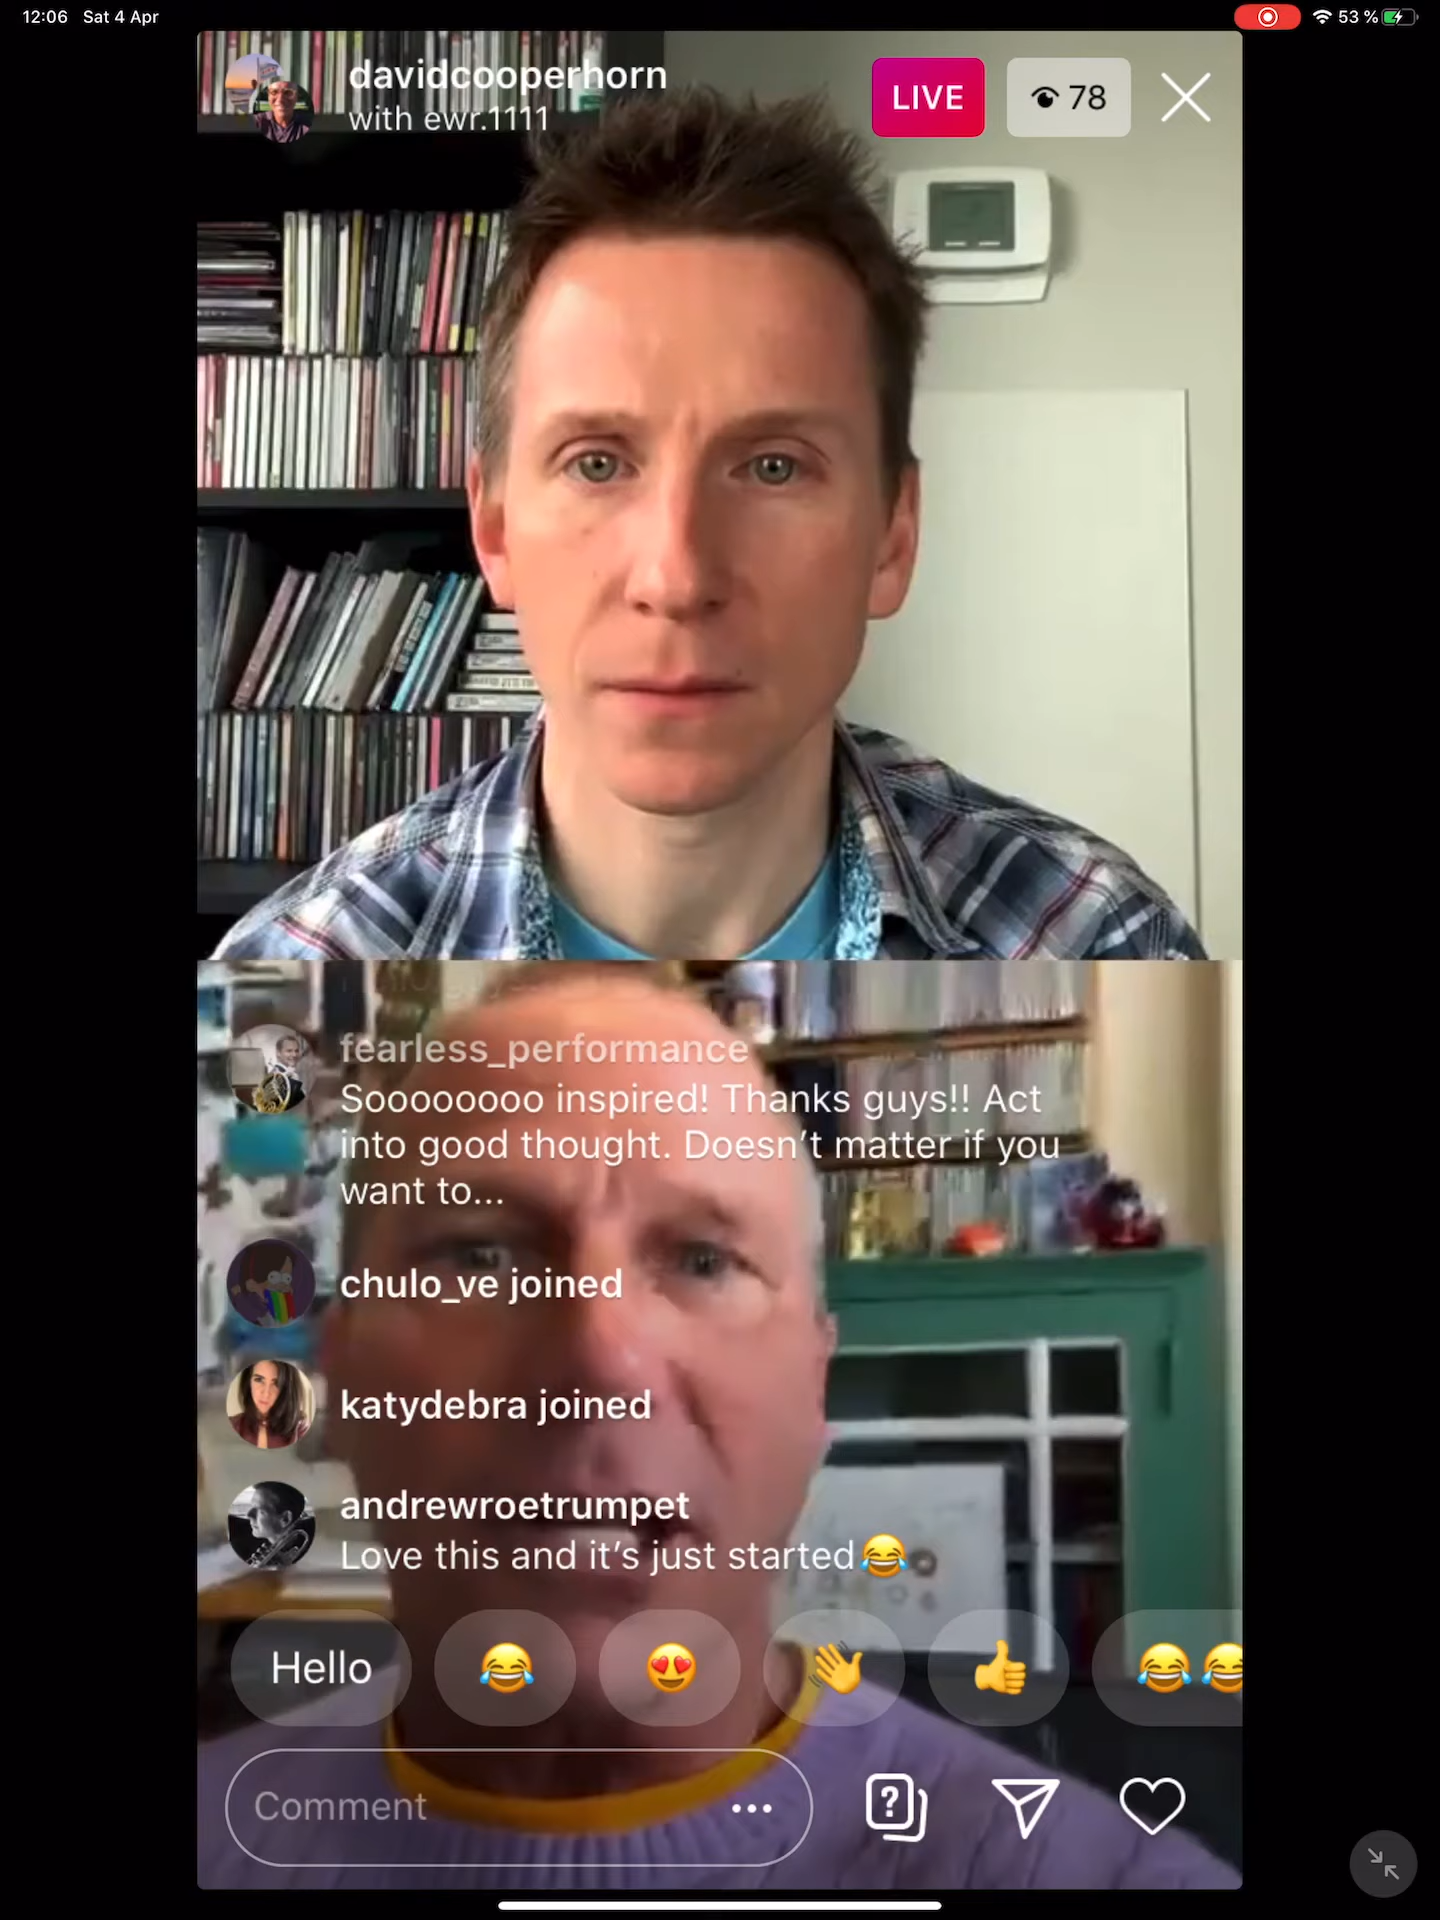 12:06 Sat 4 Apr
53 %
davidcooperhorn
with ewr.1111
LIVE
78
fearless_performance
Soooooooo inspired! Thanks guys!! Act
into good thought. Doesn’t matter if you
want to...
chulo_ve joined
katydebra joined
andrewroetrumpet
Love this and it’s just started😂
Hello 😂 😍 👋 👍 😂😂
Comment
?